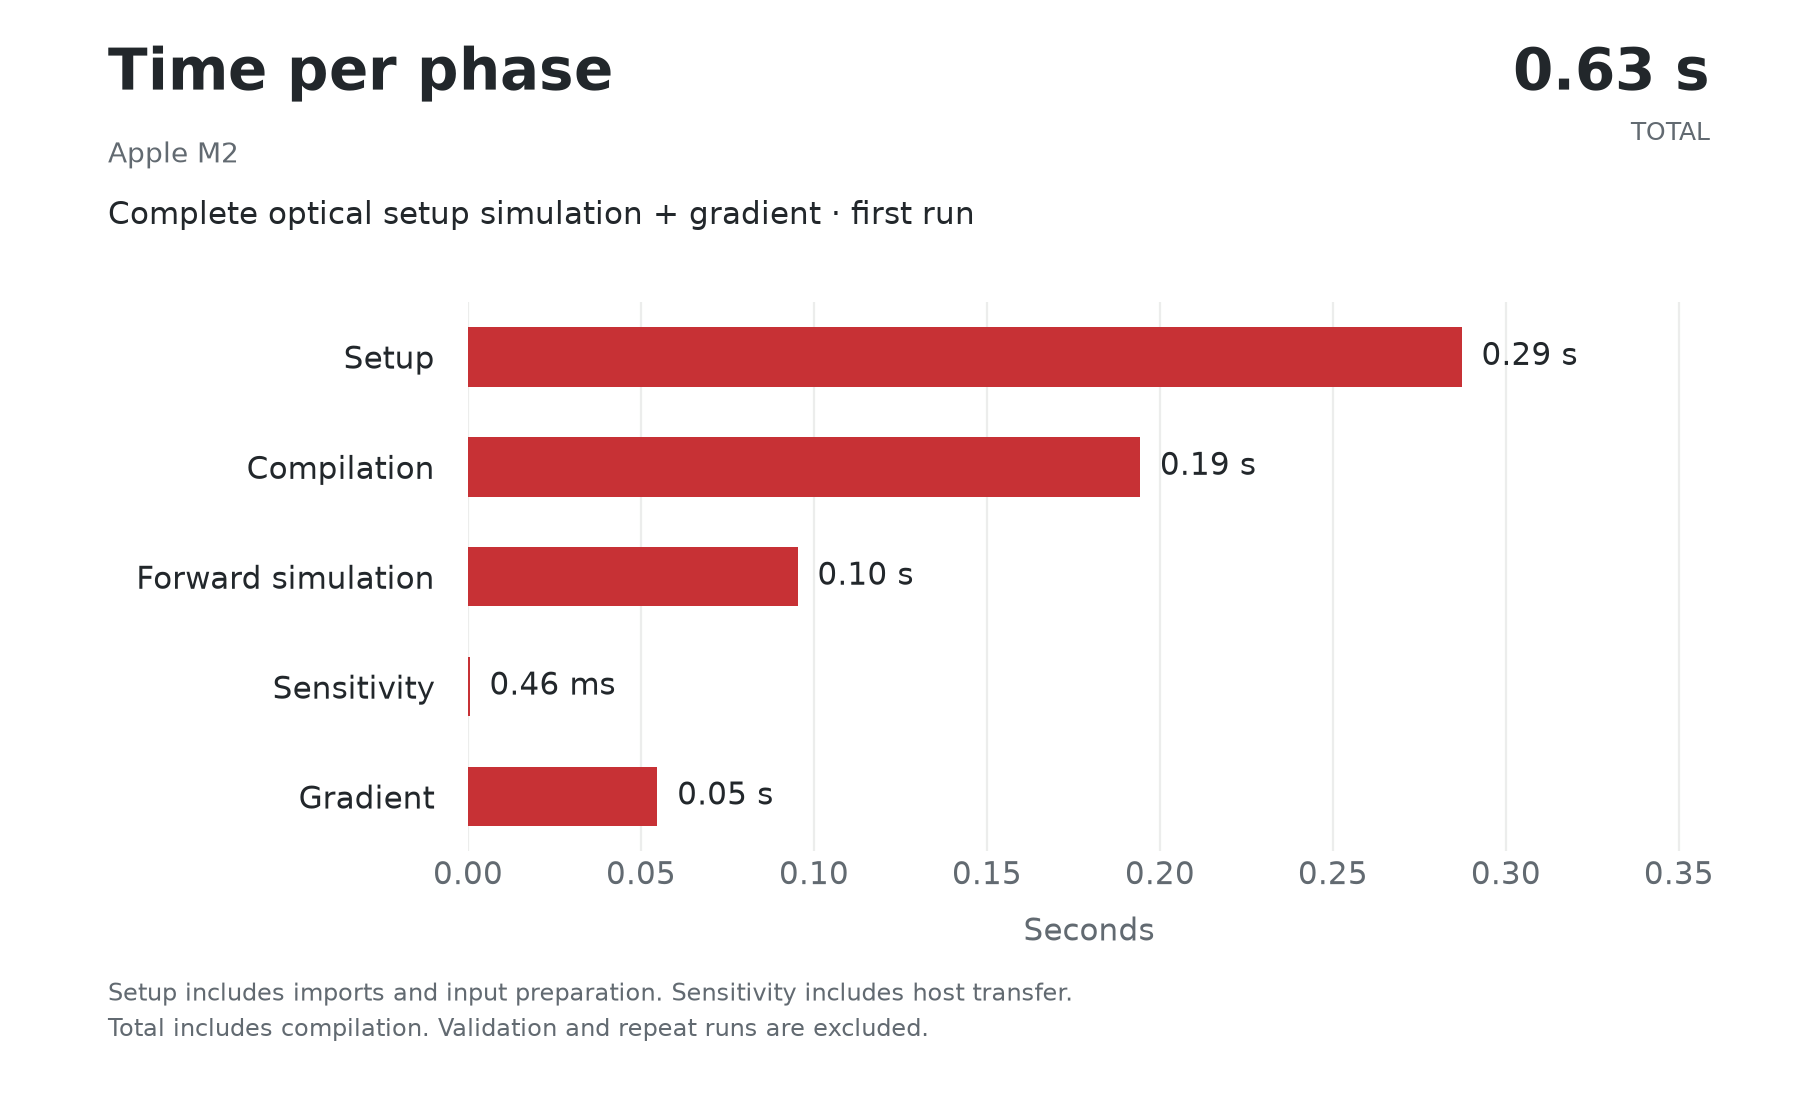 Time per phase
0.63 s
TOTAL
Apple M2
Complete optical setup simulation + gradient · first run
Setup
0.29 s
Compilation
0.19 s
Forward simulation
0.10 s
Sensitivity
0.46 ms
Gradient
0.05 s
0.00 0.05 0.10 0.15 0.20 0.25 0.30 0.35
Seconds
Setup includes imports and input preparation. Sensitivity includes host transfer.
Total includes compilation. Validation and repeat runs are excluded.